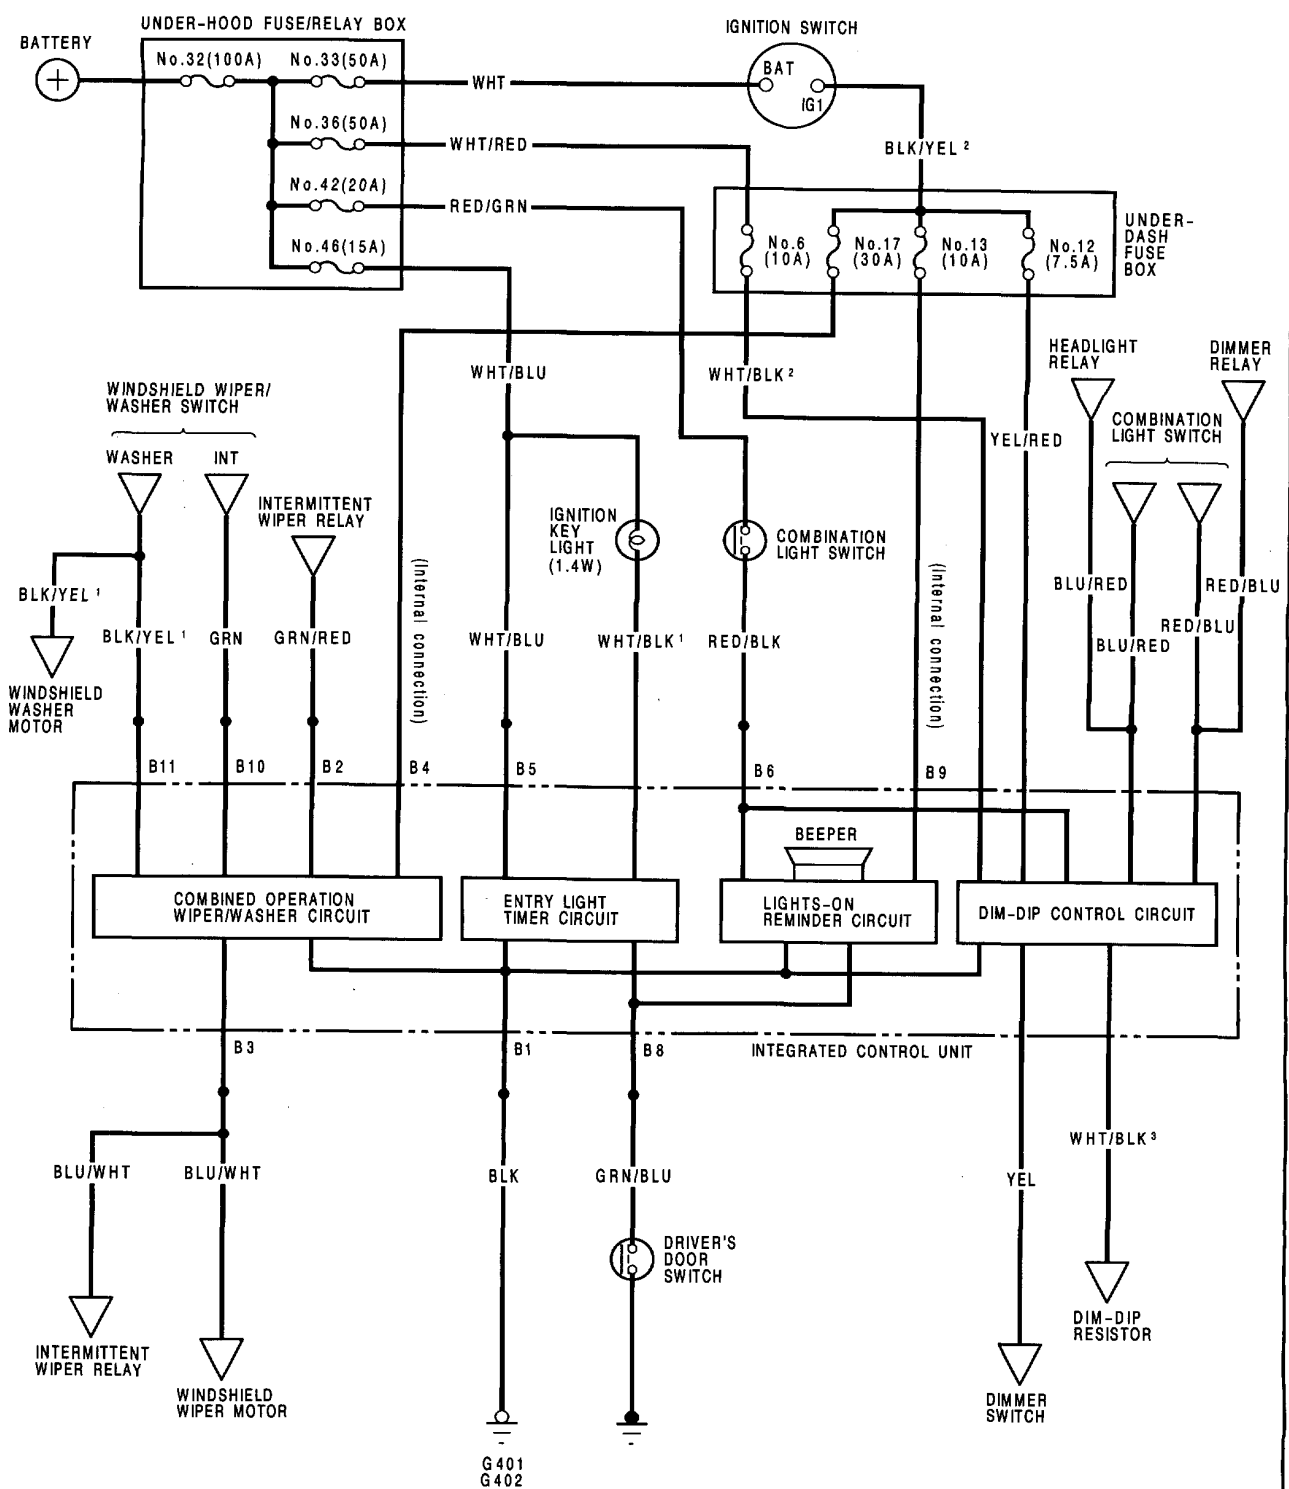 UNDER-HOOD FUSE/RELAY BOX
IGNITION SWITCH
BATTERY
No.32(100A)
No.33(50A)
WHT
BAT
IG1
No.36(50A)
WHT/RED
BLK/YEL ²
No.42(20A)
RED/GRN
No.46(15A)
No.6
(10A)
No.17
(30A)
No.13
(10A)
No.12
(7.5A)
UNDER-
DASH
FUSE
BOX
HEADLIGHT
RELAY
DIMMER
RELAY
WHT/BLU
WHT/BLK ²
WINDSHIELD WIPER/
WASHER SWITCH
COMBINATION
LIGHT SWITCH
YEL/RED
WASHER
INT
INTERMITTENT
WIPER RELAY
IGNITION
KEY
LIGHT
(1.4W)
COMBINATION
LIGHT SWITCH
(Internal connection)
(Internal connection)
BLU/RED
RED/BLU
BLK/YEL ¹
BLK/YEL ¹
GRN
GRN/RED
WHT/BLU
WHT/BLK ¹
RED/BLK
BLU/RED
RED/BLU
WINDSHIELD
WASHER
MOTOR
B11
B10
B2
B4
B5
B6
B9
BEEPER
COMBINED OPERATION
WIPER/WASHER CIRCUIT
ENTRY LIGHT
TIMER CIRCUIT
LIGHTS-ON
REMINDER CIRCUIT
DIM-DIP CONTROL CIRCUIT
B3
B1
B8
INTEGRATED CONTROL UNIT
BLU/WHT
BLU/WHT
BLK
GRN/BLU
YEL
WHT/BLK ³
DRIVER'S
DOOR
SWITCH
DIM-DIP
RESISTOR
INTERMITTENT
WIPER RELAY
WINDSHIELD
WIPER MOTOR
DIMMER
SWITCH
G401
G402